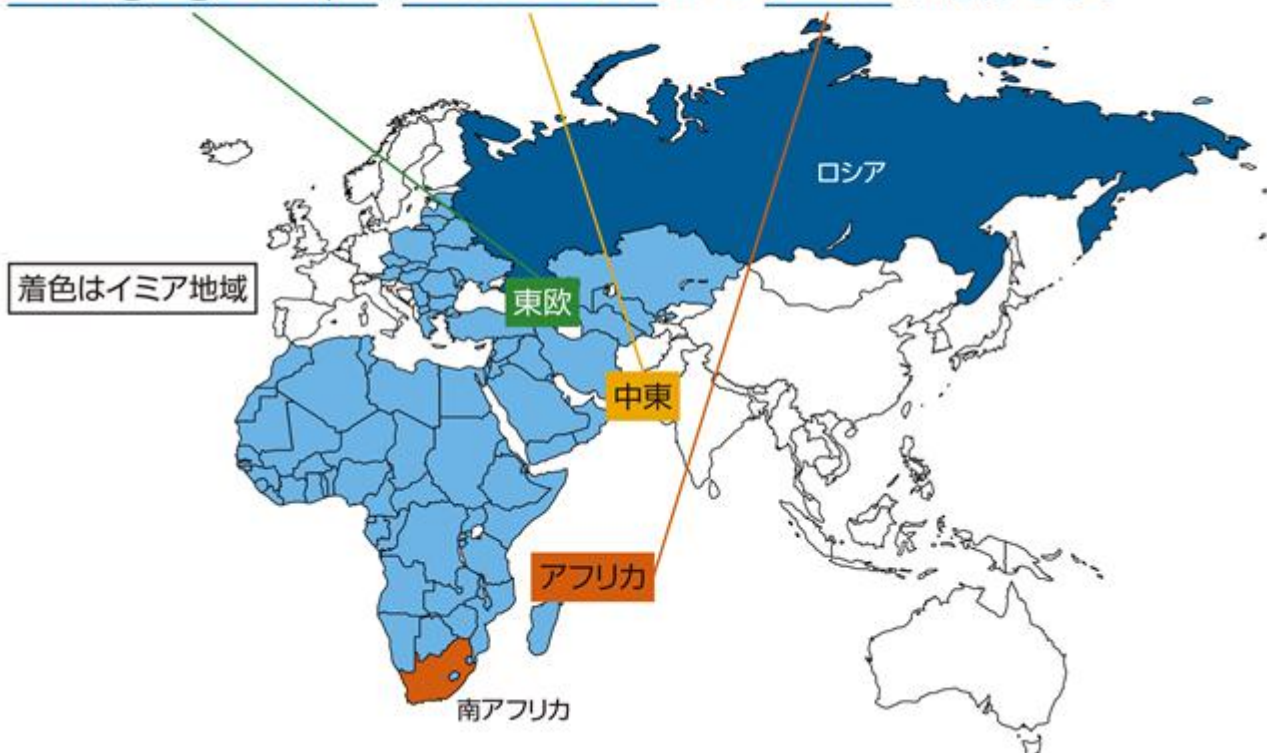 ロシア
着色はイミア地域
東欧
中東
アフリカ
南アフリカ